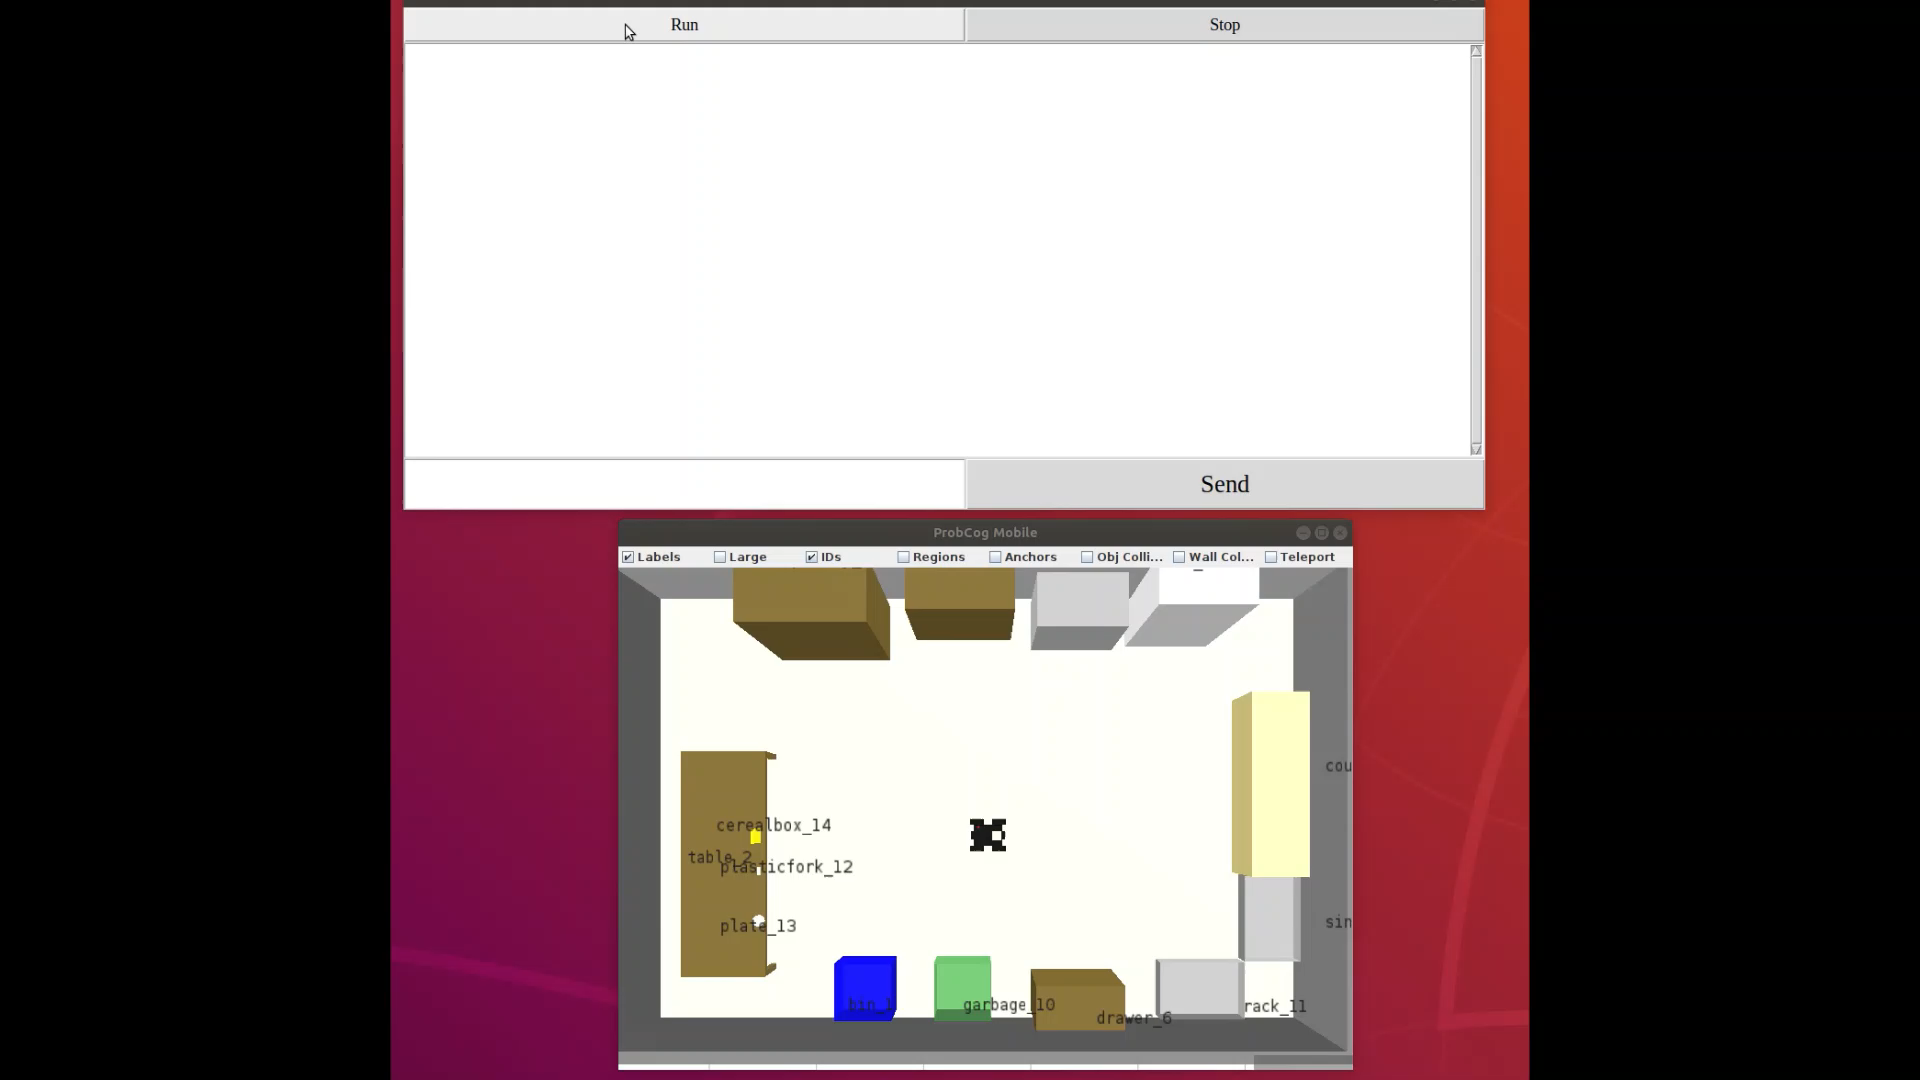 Run Stop
Send
ProbCog Mobile
Labels Large IDs Regions Anchors Obj Colli... Wall Col... Teleport
cou
cerealbox_14
table_2
plasticfork_12
sin
plate_13
bin_1
garbage_10
rack_11
drawer_6